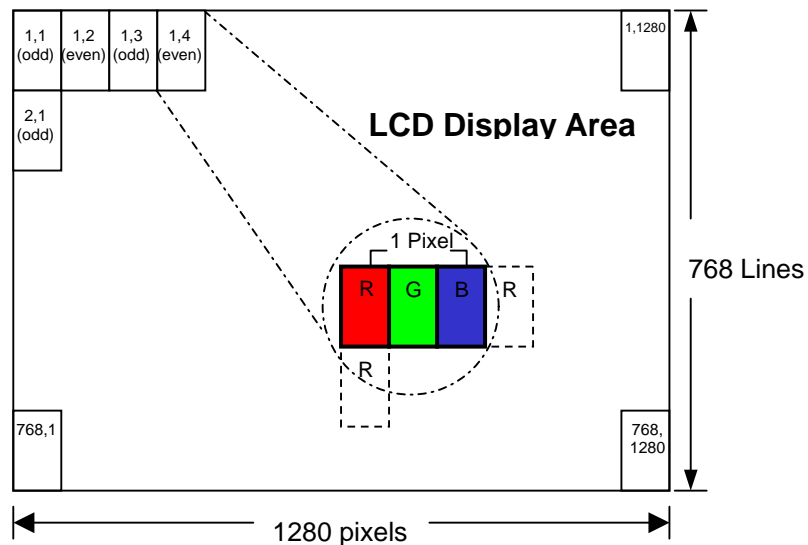 1,1
(odd)
1,2
(even)
1,3
(odd)
1,4
(even)
1,1280
2,1
(odd)
LCD Display Area
1 Pixel
R
G
B
R
R
768 Lines
768,1
768,
1280
1280 pixels